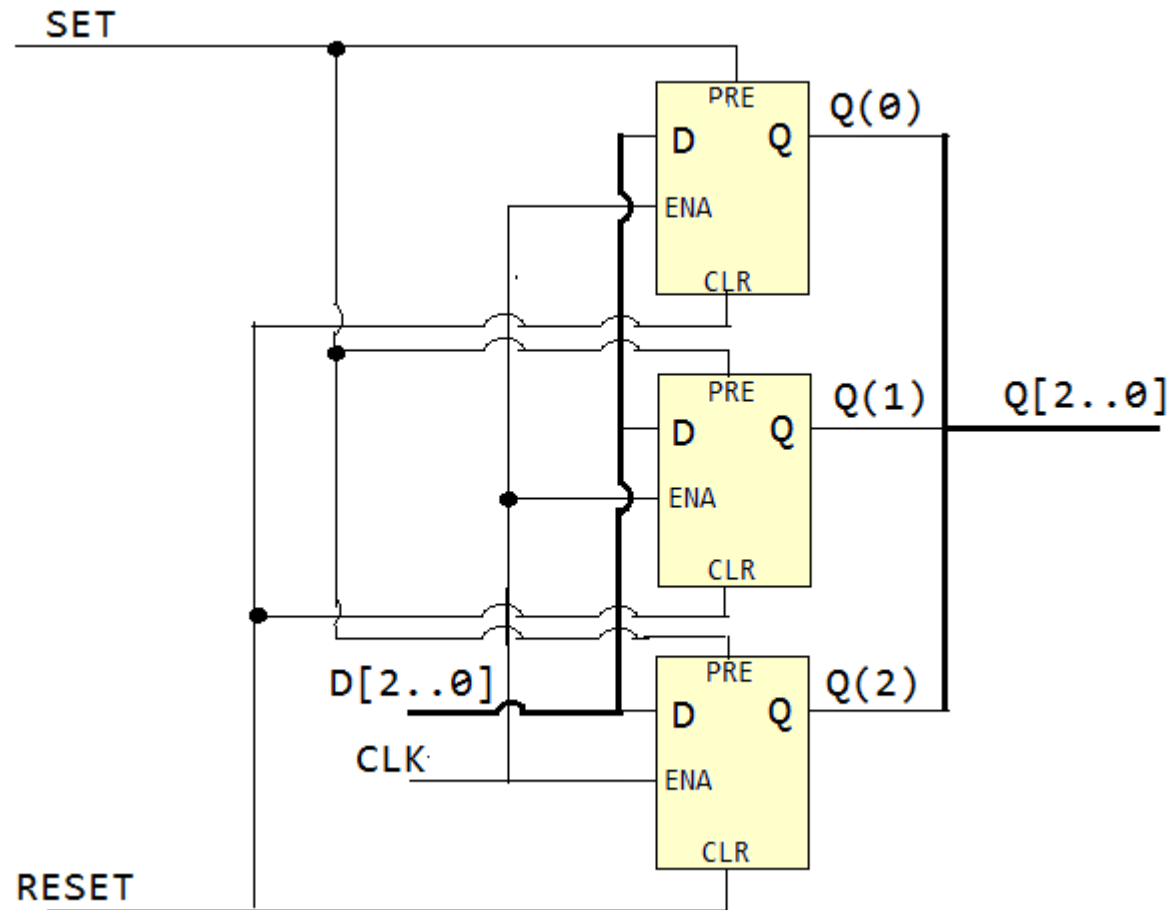 SET
PRE
Q(0)
D Q
ENA
CLR
PRE
Q(1) Q[2..0]
D Q
ENA
CLR
PRE
D[2..0] Q(2)
D Q
CLK
ENA
CLR
RESET